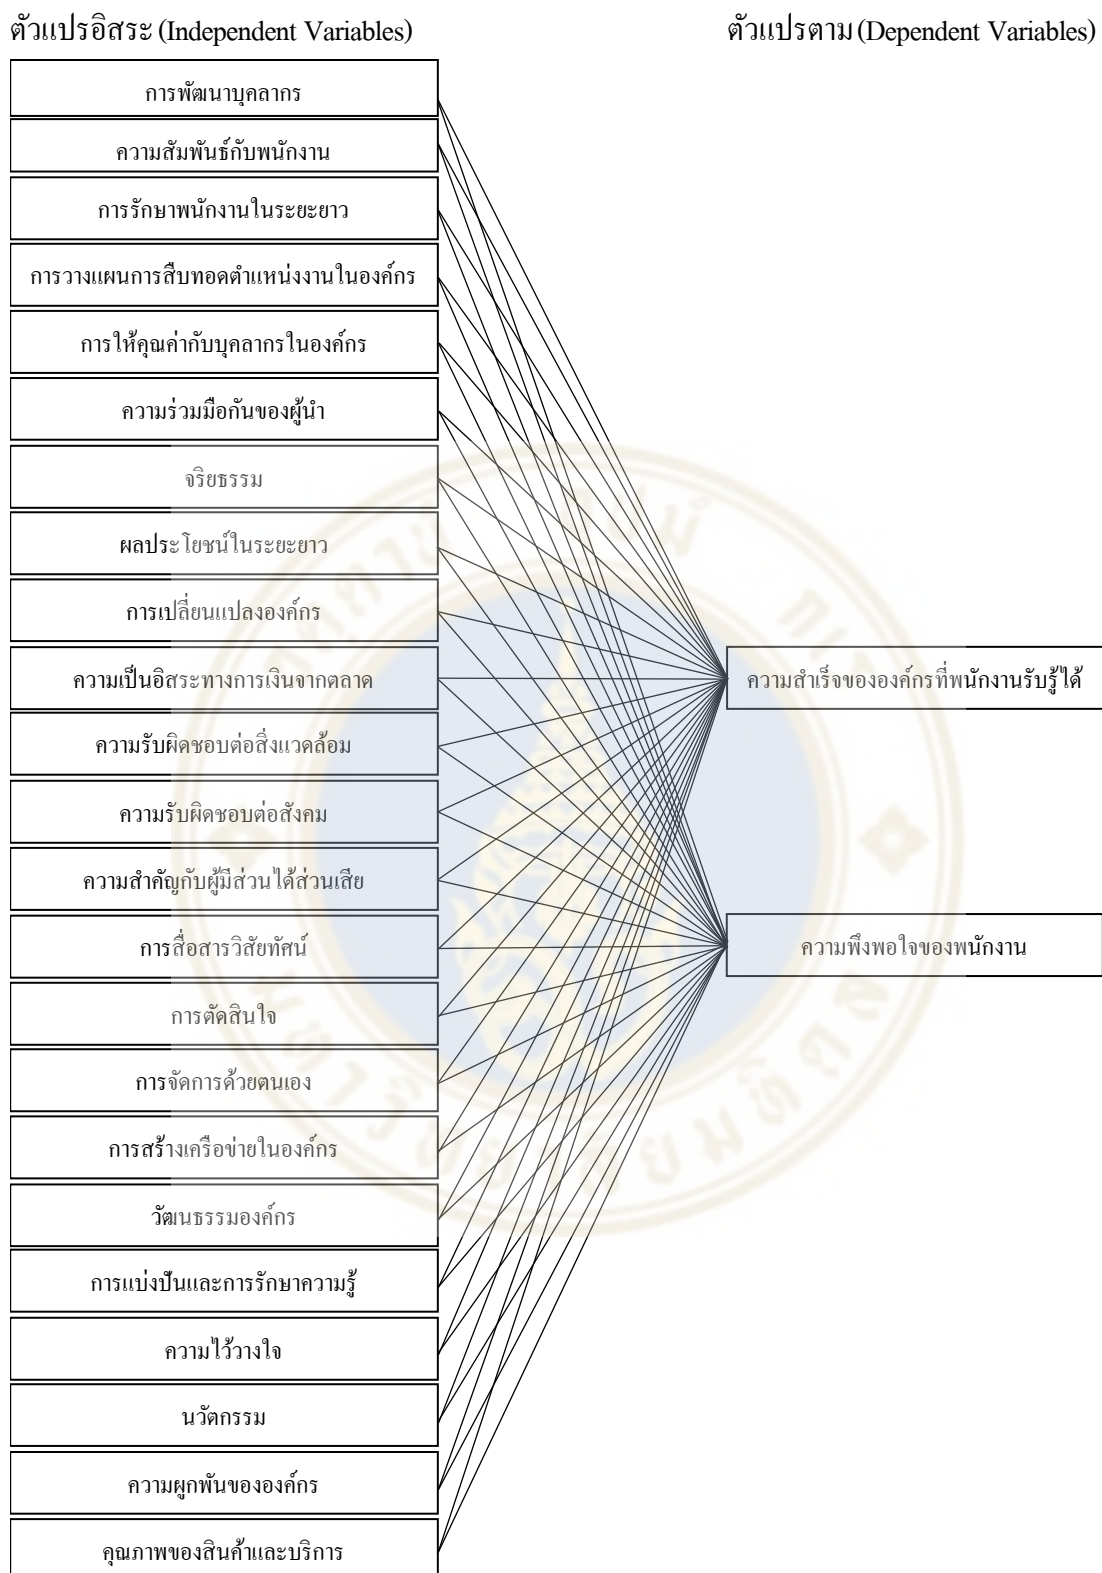 ตัวแปรอิสระ (Independent Variables)
ตัวแปรตาม (Dependent Variables)
การพัฒนาบุคลากร
ความสัมพันธ์กับพนักงาน
การรักษาพนักงานในระยะยาว
การวางแผนการสืบทอดตำแหน่งงานในองค์กร
การให้คุณค่ากับบุคลากรในองค์กร
ความร่วมมือกันของผู้นำ
จริยธรรม
ผลประโยชน์ในระยะยาว
การเปลี่ยนแปลงองค์กร
ความเป็นอิสระทางการเงินจากตลาด
ความรับผิดชอบต่อสิ่งแวดล้อม
ความรับผิดชอบต่อสังคม
ความสำคัญกับผู้มีส่วนได้ส่วนเสีย
การสื่อสารวิสัยทัศน์
การตัดสินใจ
การจัดการด้วยตนเอง
การสร้างเครือข่ายในองค์กร
วัฒนธรรมองค์กร
การแบ่งปันและการรักษาความรู้
ความไว้วางใจ
นวัตกรรม
ความผูกพันขององค์กร
คุณภาพของสินค้าและบริการ
ความสำเร็จขององค์กรที่พนักงานรับรู้ได้
ความพึงพอใจของพนักงาน
มหาวิทยาลัยมหิดล